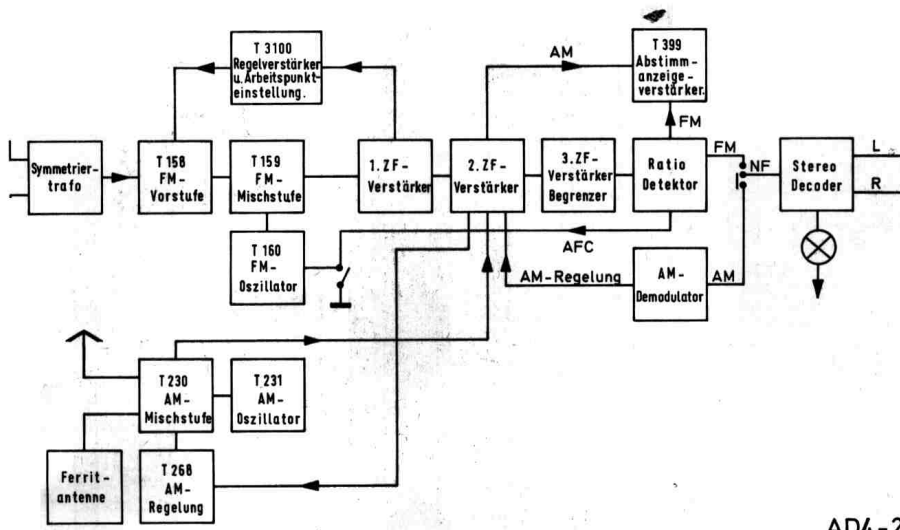 T 3100
Regelverstärker
u. Arbeitspunkt-
einstellung.
AM
T 399
Abstimm-
anzeige-
verstärker.
FM
Symmetrier-
trafo
T 158
FM-
Vorstufe
T 159
FM-
Mischstufe
1. ZF-
Verstärker
2. ZF-
Verstärker
3. ZF-
Verstärker
Begrenzer
Ratio
Detektor
FM
NF
Stereo
Decoder
L
R
T 160
FM-
Oszillator
AFC
AM-Regelung
AM-
Demodulator
AM
T 230
AM-
Mischstufe
T 231
AM-
Oszillator
Ferrit-
antenne
T 268
AM-
Regelung
AD4-2